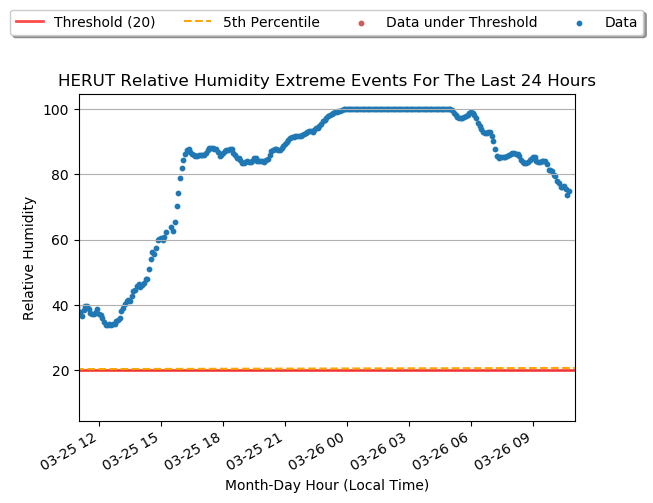 Threshold (20) 5th Percentile Data under Threshold Data
HERUT Relative Humidity Extreme Events For The Last 24 Hours
100
80
60
40
20
Relative Humidity
03-25 12 03-25 15 03-25 18 03-25 21 03-26 00 03-26 03 03-26 06 03-26 09
Month-Day Hour (Local Time)